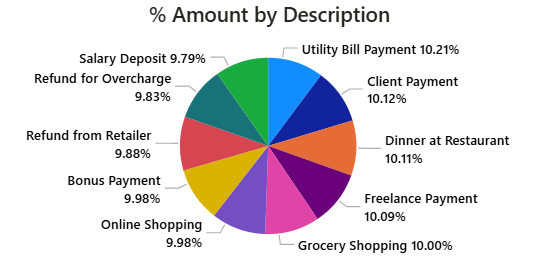 % Amount by Description
Utility Bill Payment 10.21%
Client Payment
10.12%
Dinner at Restaurant
10.11%
Freelance Payment
10.09%
Grocery Shopping 10.00%
Online Shopping
9.98%
Bonus Payment
9.98%
Refund from Retailer
9.88%
Refund for Overcharge
9.83%
Salary Deposit 9.79%